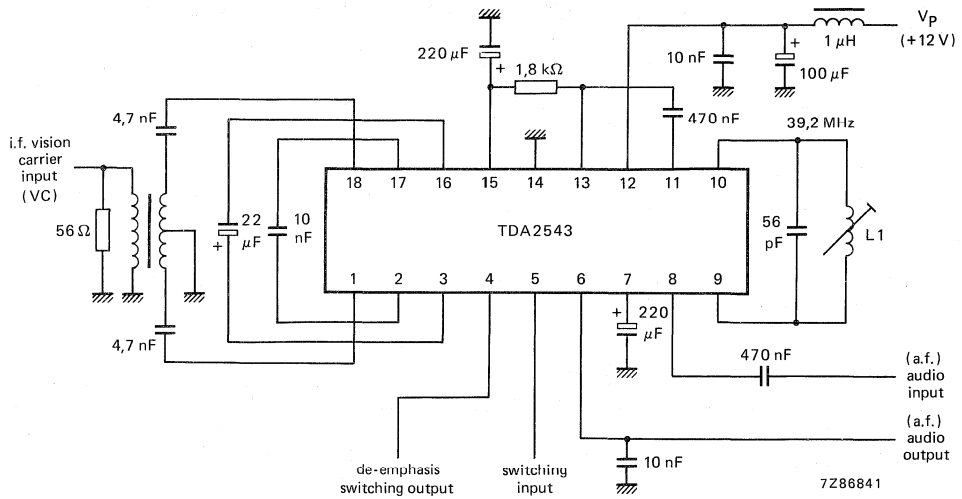 VP
(+12 V)
1 μH
10 nF
100 μF
220 μF
+
+
1,8 kΩ
470 nF
39,2 MHz
4,7 nF
i.f. vision
carrier
input
(VC)
56 Ω
22
μF
+
10
nF
18 17 16 15 14 13 12 11 10
TDA2543
1 2 3 4 5 6 7 8 9
56
pF
L1
+
220
μF
4,7 nF
470 nF
(a.f.)
audio
input
(a.f.)
audio
output
10 nF
de-emphasis
switching output
switching
input
7Z86841